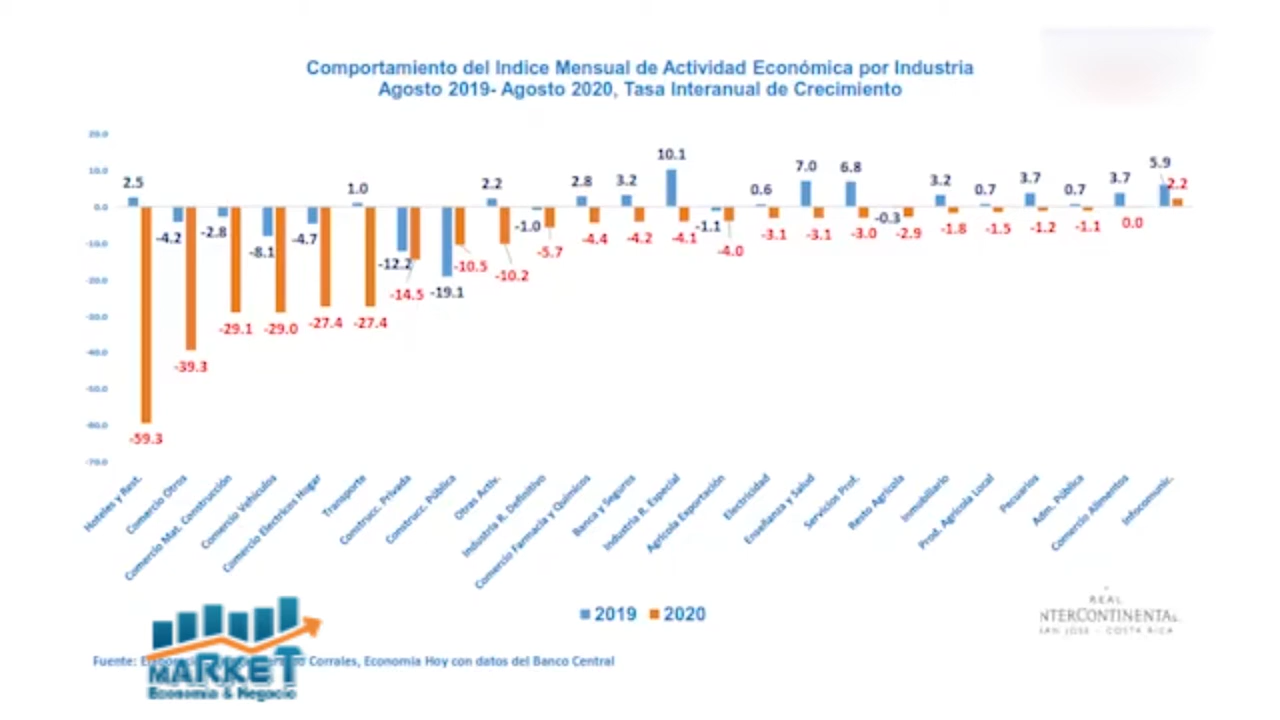 Comportamiento del Indice Mensual de Actividad Económica por Industria
Agosto 2019- Agosto 2020, Tasa Interanual de Crecimiento
20.0
10.0
0.0
-10.0
-20.0
-30.0
-40.0
-50.0
-60.0
-70.0
2.5
-59.3
-4.2
-39.3
-2.8
-29.1
-8.1
-29.0
-4.7
-27.4
1.0
-27.4
-12.2
-14.5
-19.1
-10.5
2.2
-10.2
-1.0
-5.7
2.8
-4.4
3.2
-4.2
10.1
-4.1
-1.1
-4.0
0.6
-3.1
7.0
-3.1
6.8
-3.0
-0.3
-2.9
3.2
-1.8
0.7
-1.5
3.7
-1.2
0.7
-1.1
3.7
0.0
5.9
2.2
Hoteles y Rest.
Comercio Otros
Comercio Mat. Construcción
Comercio Vehículos
Comercio Electricos Hogar
Transporte
Construcc. Privada
Construcc. Pública
Otras Activ.
Industria R. Definitivo
Comercio Farmacia y Químicos
Banca y Seguros
Industria R. Especial
Agrícola Exportación
Electricidad
Enseñanza y Salud
Servicios Prof.
Resto Agrícola
Inmobiliario
Prod. Agrícola Local
Pecuarios
Adm. Pública
Comercio Alimentos
Infocomunic.
2019 2020
Fuente: Corrales, Economia Hoy con datos del Banco Central
MARKET
Economía & Negocio
REAL
NTERCONTINENTAL
SAN JOSE - COSTA RICA